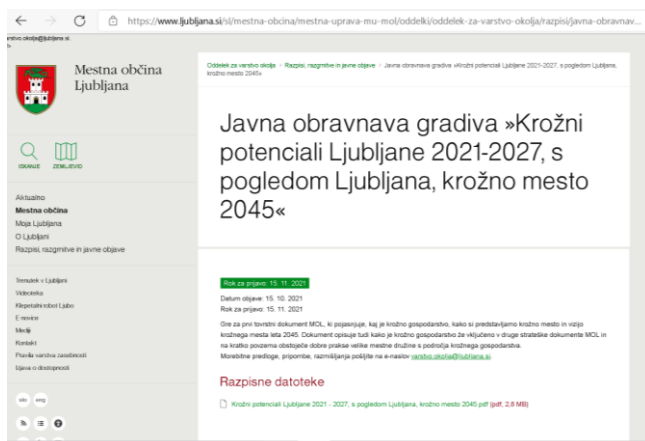 https://www.ljubljana.si/sl/mestna-obcina/mestna-uprava-mu-mol/oddelki/oddelek-za-varstvo-okolja/razpisi/javna-obravnav...
Mestna občina
Ljubljana
ISKANJE ZEMLJEVID
Aktualno
Mestna občina
Moja Ljubljana
O Ljubljani
Razpisi, razgrnitve in javne objave
Trenutek v Ljubljani
Videoteka
Klepetalni robot Ljubo
E-novice
Mediji
Kontakt
Pravila varstva zasebnosti
Izjava o dostopnosti
slo eng
Oddelek za varstvo okolja > Razpisi, razgrnitve in javne objave > Javna obravnava gradiva »Krožni potenciali Ljubljane 2021-2027, s pogledom Ljubljana,
krožno mesto 2045«
Javna obravnava gradiva »Krožni
potenciali Ljubljane 2021-2027, s
pogledom Ljubljana, krožno mesto
2045«
Rok za prijavo: 15. 11. 2021
Datum objave: 15. 10. 2021
Rok za prijavo: 15. 11. 2021
Gre za prvi tovrstni dokument MOL, ki pojasnjuje, kaj je krožno gospodarstvo, kako si predstavljamo krožno mesto in vizijo
krožnega mesta leta 2045. Dokument opisuje tudi kako je krožno gospodarstvo že vključeno v druge strateške dokumente MOL in
na kratko povzema obstoječe dobre prakse velike mestne družine s področja krožnega gospodarstva.
Morebitne predloge, pripombe, razmišljanja pošljite na e-naslov varstvo.okolja@ljubljana.si.
Razpisne datoteke
Krožni potenciali Ljubljane 2021 - 2027, s pogledom Ljubljana, krožno mesto 2045.pdf (pdf, 2,8 MB)